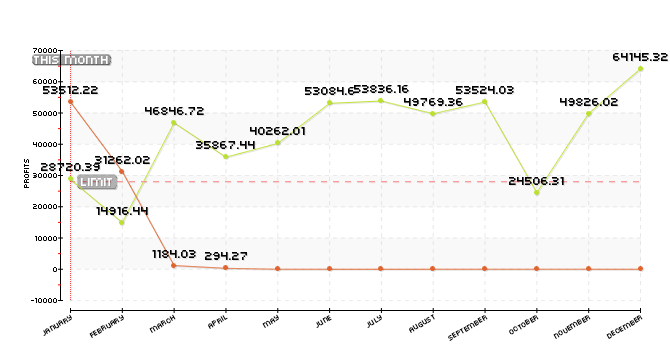 70000
THIS MONTH
64145.32
60000
53512.22
53084.6
53836.16
53524.03
50000
46846.72
49769.36
49826.02
40000
35867.44
40262.01
31262.02
30000
28720.39
LIMIT
24506.31
20000
14916.44
10000
1184.03
294.27
0
-10000
PROFITS
JANUARY
FEBRUARY
MARCH
APRIL
MAY
JUNE
JULY
AUGUST
SEPTEMBER
OCTOBER
NOVEMBER
DECEMBER